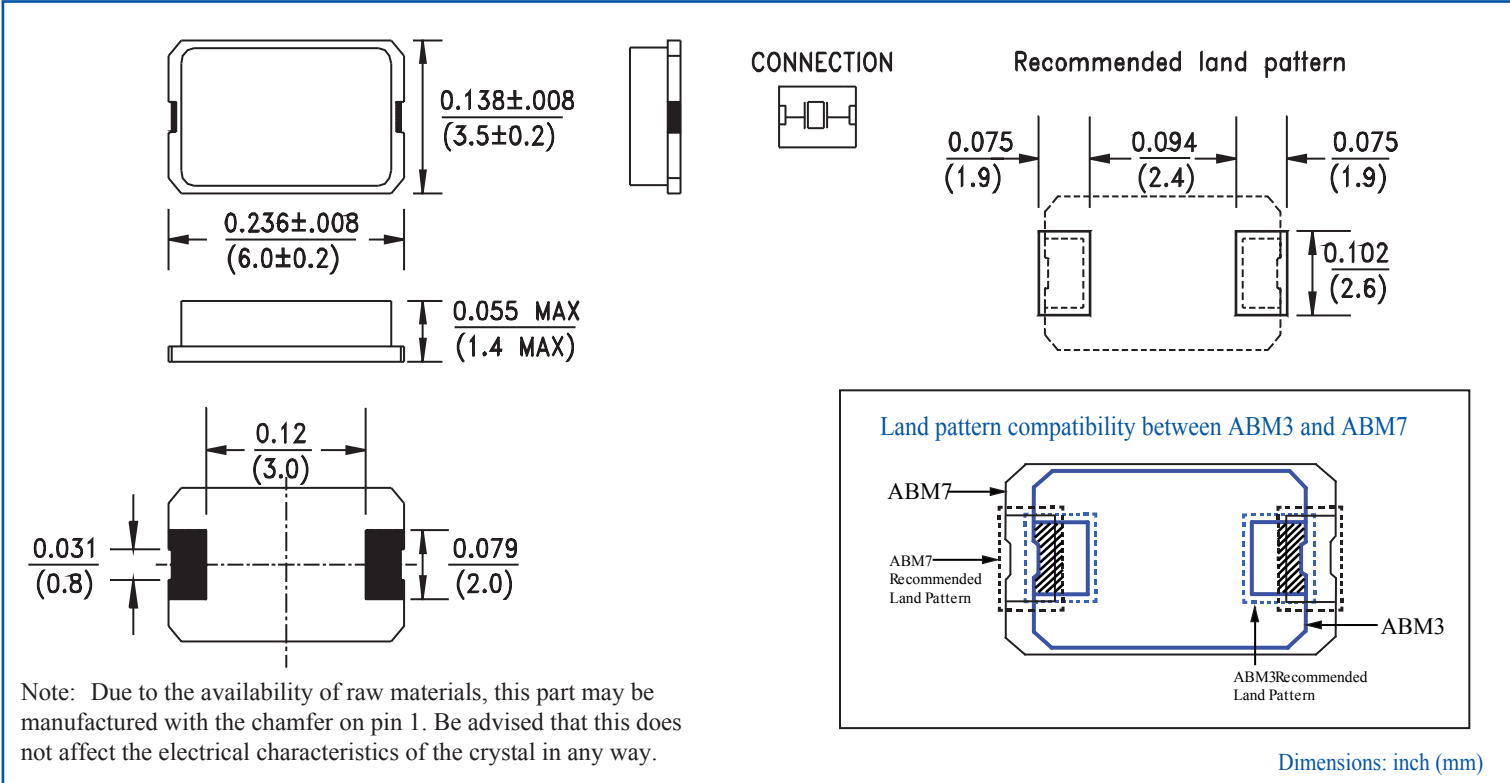 0.138±.008
(3.5±0.2)
0.236±.008
(6.0±0.2)
0.055 MAX
(1.4 MAX)
0.12
(3.0)
0.031
(0.8)
0.079
(2.0)
Note: Due to the availability of raw materials, this part may be
manufactured with the chamfer on pin 1. Be advised that this does
not affect the electrical characteristics of the crystal in any way.
CONNECTION
Recommended land pattern
0.075
(1.9)
0.094
(2.4)
0.075
(1.9)
0.102
(2.6)
Land pattern compatibility between ABM3 and ABM7
ABM7
ABM7
Recommended
Land Pattern
ABM3
ABM3Recommended
Land Pattern
Dimensions: inch (mm)